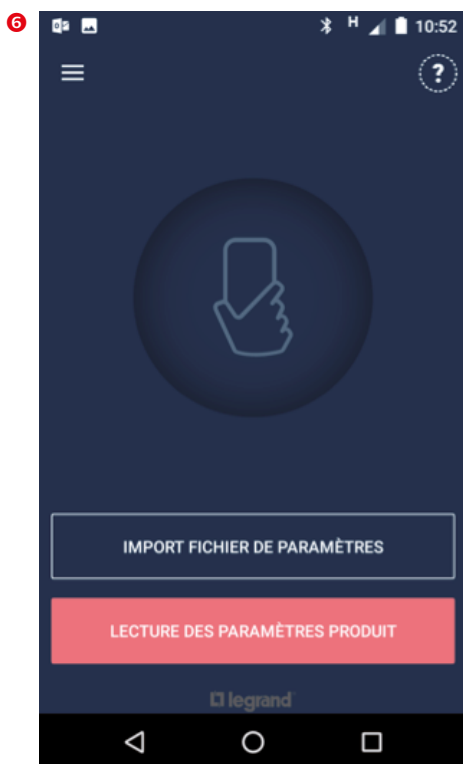 6
H 10:52
?
IMPORT FICHIER DE PARAMÈTRES
LECTURE DES PARAMÈTRES PRODUIT
legrand